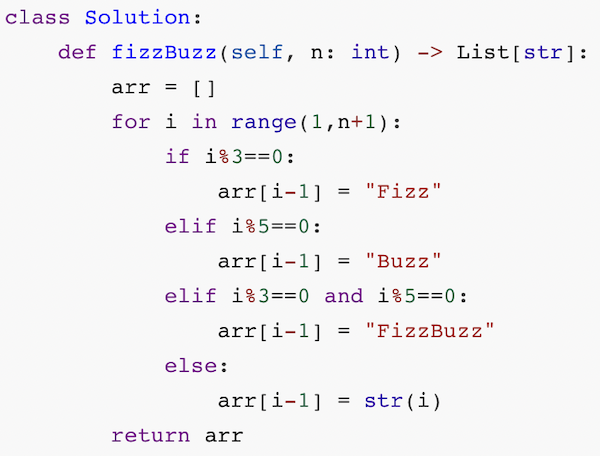 class Solution:
    def fizzBuzz(self, n: int) -> List[str]:
        arr = []
        for i in range(1,n+1):
            if i%3==0:
                arr[i-1] = "Fizz"
            elif i%5==0:
                arr[i-1] = "Buzz"
            elif i%3==0 and i%5==0:
                arr[i-1] = "FizzBuzz"
            else:
                arr[i-1] = str(i)
        return arr